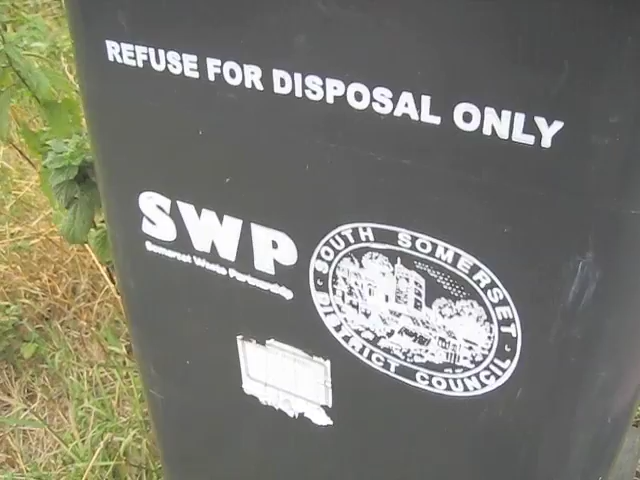 REFUSE FOR DISPOSAL ONLY
SWP
Somerset Waste Partnership
SOUTH SOMERSET
DISTRICT COUNCIL